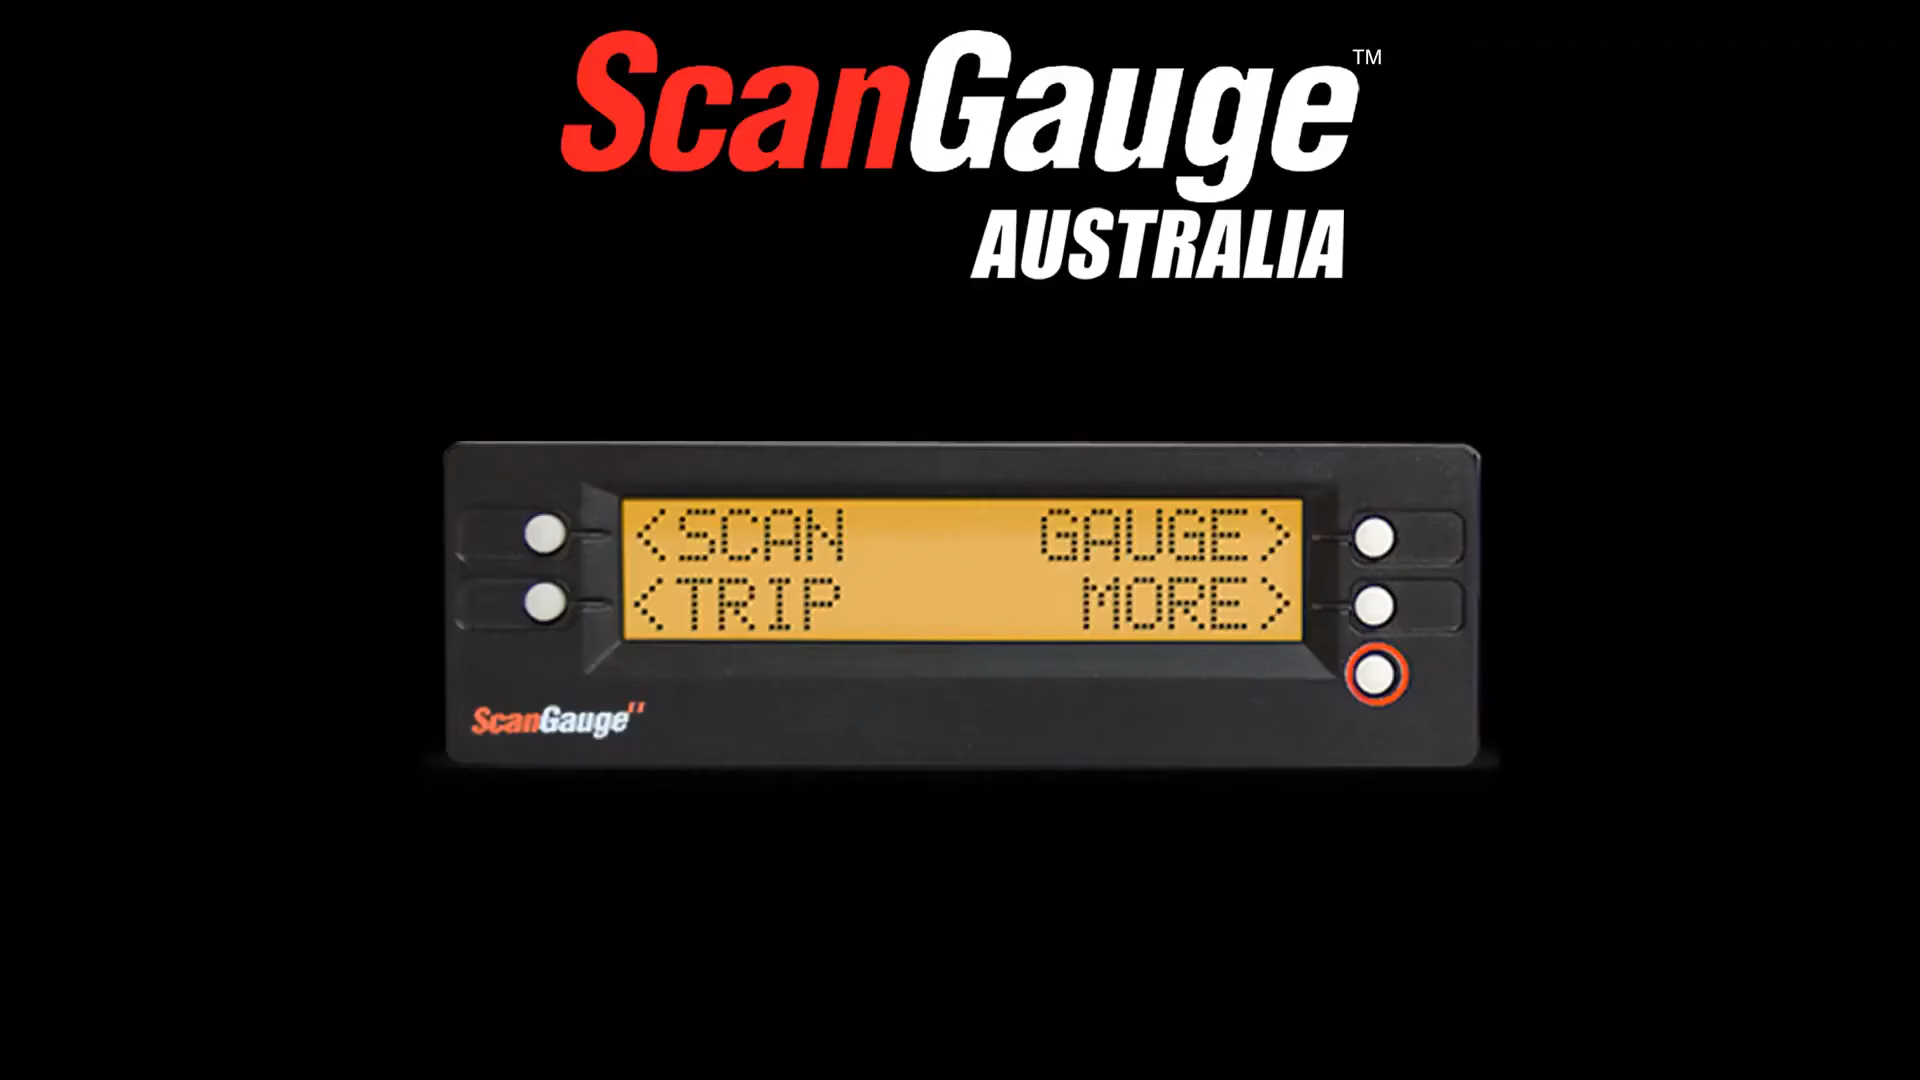 ScanGauge™
AUSTRALIA
<SCAN GAUGE>
<TRIP MORE>
ScanGauge II